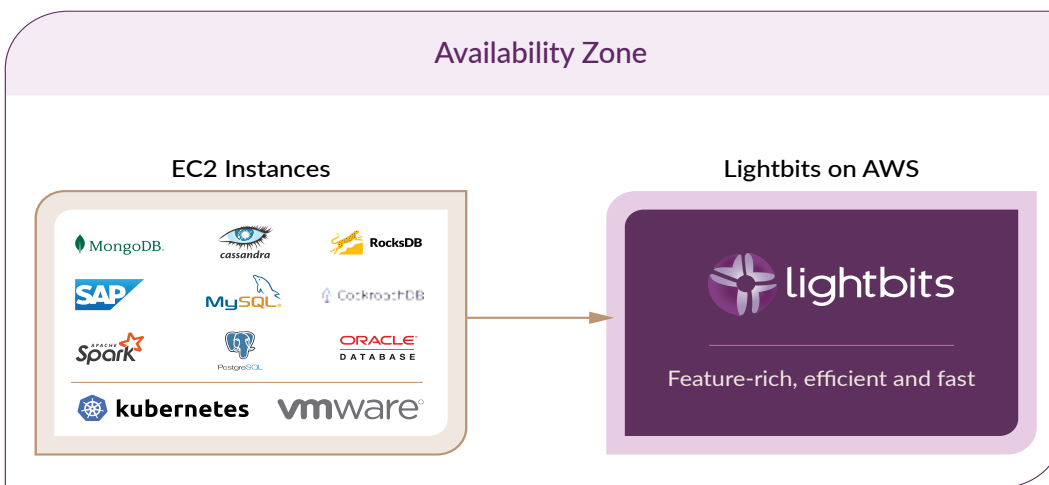 Availability Zone
EC2 Instances
Lightbits on AWS
MongoDB.
cassandra
RocksDB
SAP
MySQL
CockroachDB
APACHE
Spark
PostgreSQL
ORACLE
DATABASE
kubernetes
vmware
lightbits
Feature-rich, efficient and fast